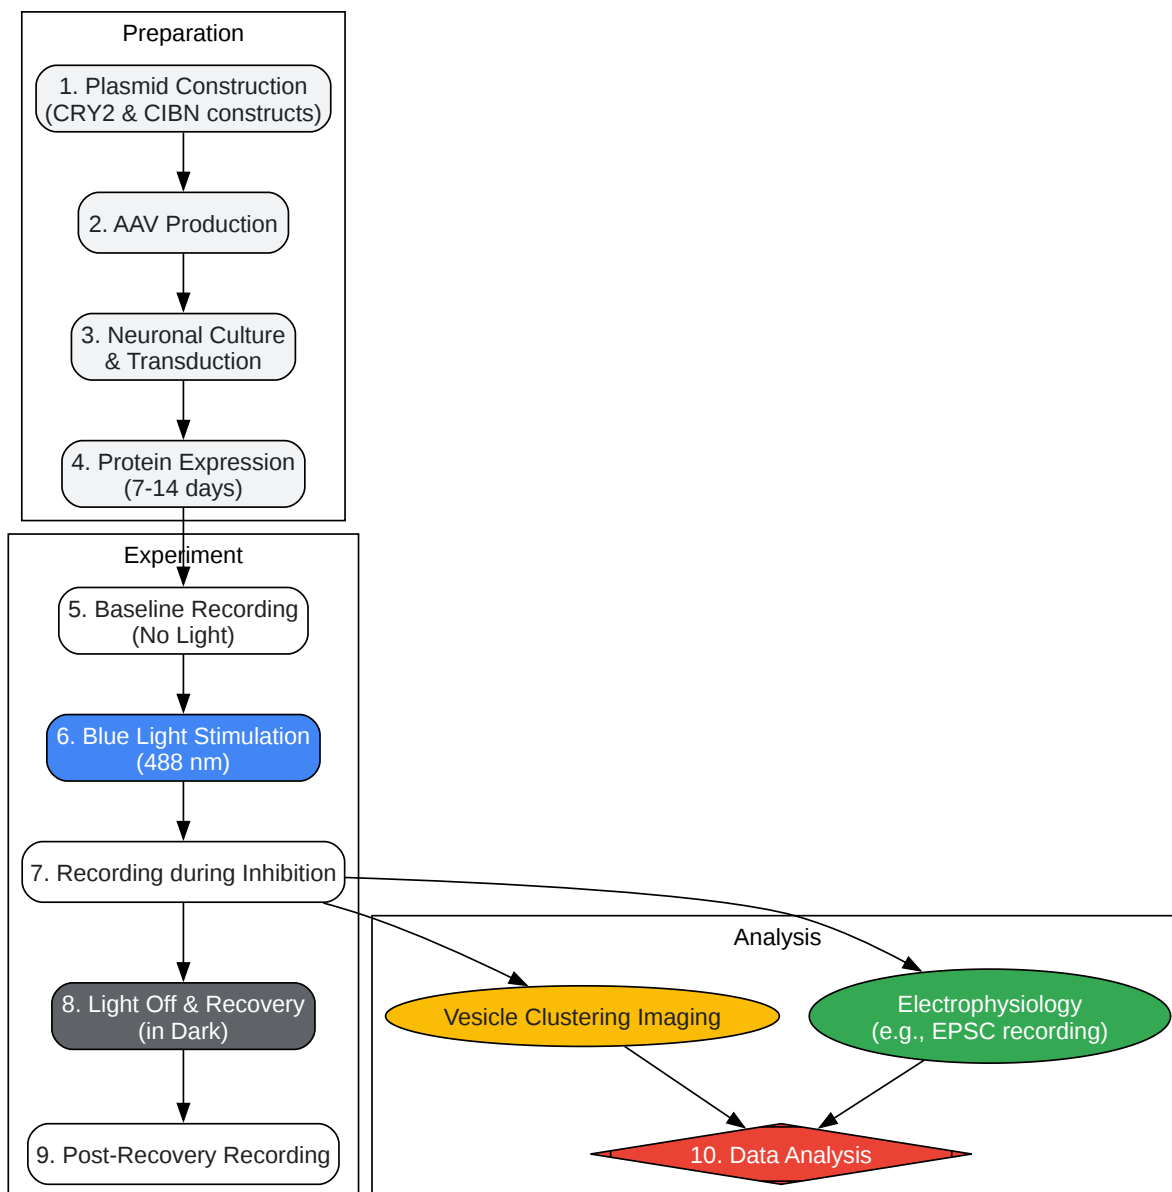 Preparation
1. Plasmid Construction
(CRY2 & CIBN constructs)
2. AAV Production
3. Neuronal Culture
& Transduction
4. Protein Expression
(7-14 days)
Experiment
5. Baseline Recording
(No Light)
6. Blue Light Stimulation
(488 nm)
7. Recording during Inhibition
8. Light Off & Recovery
(in Dark)
9. Post-Recovery Recording
Analysis
Vesicle Clustering Imaging
Electrophysiology
(e.g., EPSC recording)
10. Data Analysis